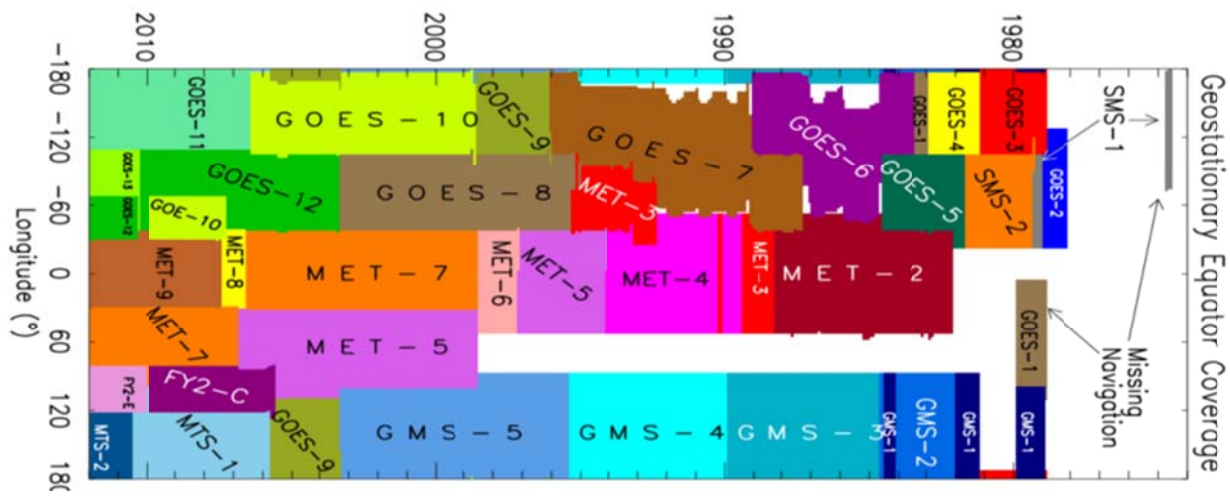 Geostationary Equator Coverage
2010
2000
1990
1980
Longitude (°)
-180
-120
-60
0
60
120
180
GOES-11
GOES-10
GOES-9
GOES-7
GOES-6
GOES-1
GOES-4
GOES-3
SMS-1
GOES-13
GOES-12
GOES-12
GOES-8
MET-3
GOES-5
SMS-2
GOES-2
GOE-10
MET-9
MET-8
MET-7
MET-6
MET-5
MET-4
MET-3
MET-2
MET-7
MET-5
GOES-1
Missing
Navigation
FY2-E
FY2-C
MTS-2
MTS-1
GOES-9
GMS-5
GMS-4
GMS-3
GMS-1
GMS-2
GMS-1
GMS-1